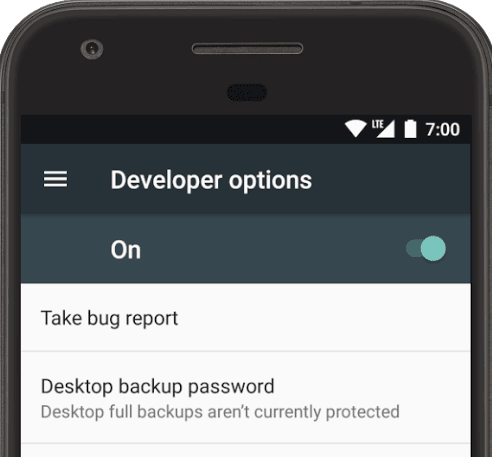 LTE 7:00
Developer options
On
Take bug report
Desktop backup password
Desktop full backups aren't currently protected